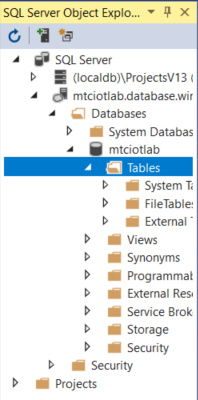 SQL Server Object Explo...
SQL Server
(localdb)\ProjectsV13
mtciotlab.database.win
Databases
System Databas
mtciotlab
Tables
System Ta
FileTables
External T
Views
Synonyms
Programmab
External Res
Service Brok
Storage
Security
Security
Projects